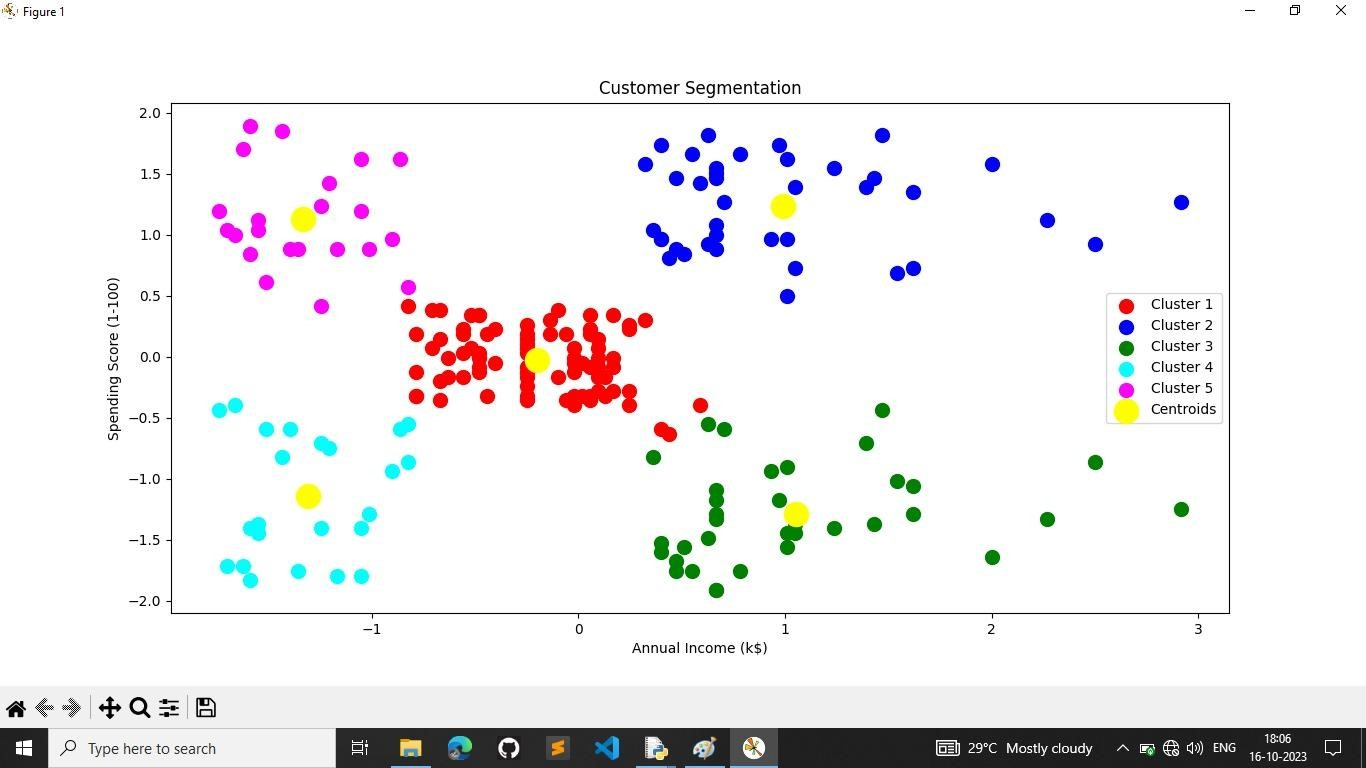 Figure 1
Customer Segmentation
2.0
1.5
1.0
0.5
0.0
−0.5
−1.0
−1.5
−2.0
Spending Score (1-100)
Cluster 1
Cluster 2
Cluster 3
Cluster 4
Cluster 5
Centroids
−1 0 1 2 3
Annual Income (k$)
Type here to search
29°C Mostly cloudy
ENG
18:06
16-10-2023